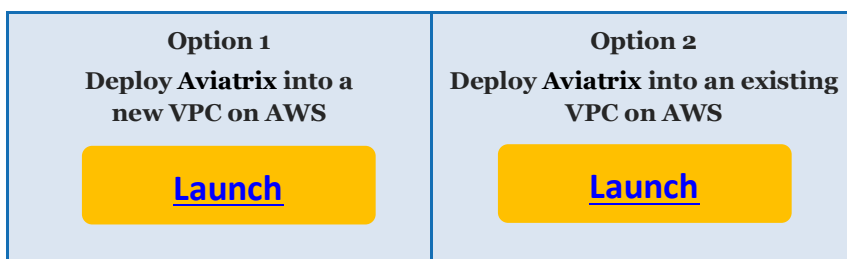 Option 1
Deploy Aviatrix into a
new VPC on AWS
Launch
Option 2
Deploy Aviatrix into an existing
VPC on AWS
Launch